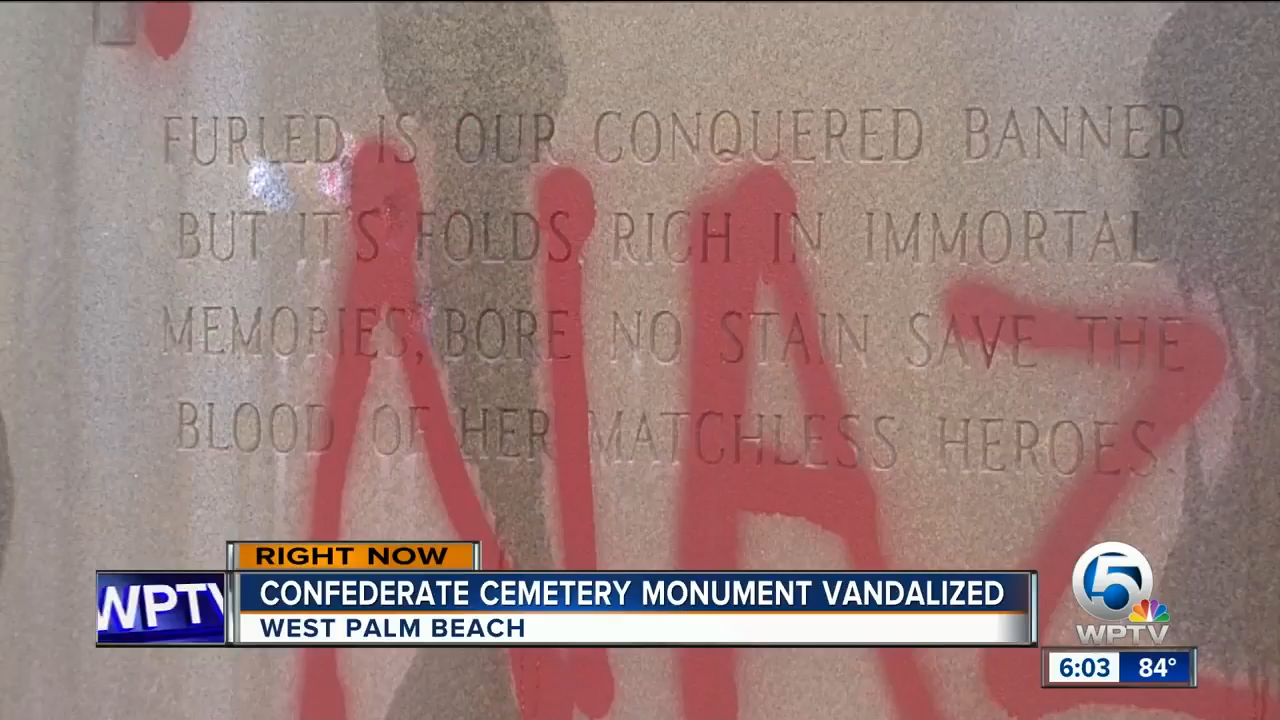 FURLED IS OUR CONQUERED BANNER
BUT IT'S FOLDS, RICH IN IMMORTAL
MEMORIES, BORE NO STAIN SAVE THE
BLOOD OF HER MATCHLESS HEROES.
NAZ
RIGHT NOW
WPTV
CONFEDERATE CEMETERY MONUMENT VANDALIZED
WEST PALM BEACH
5
WPTV
6:03 84°